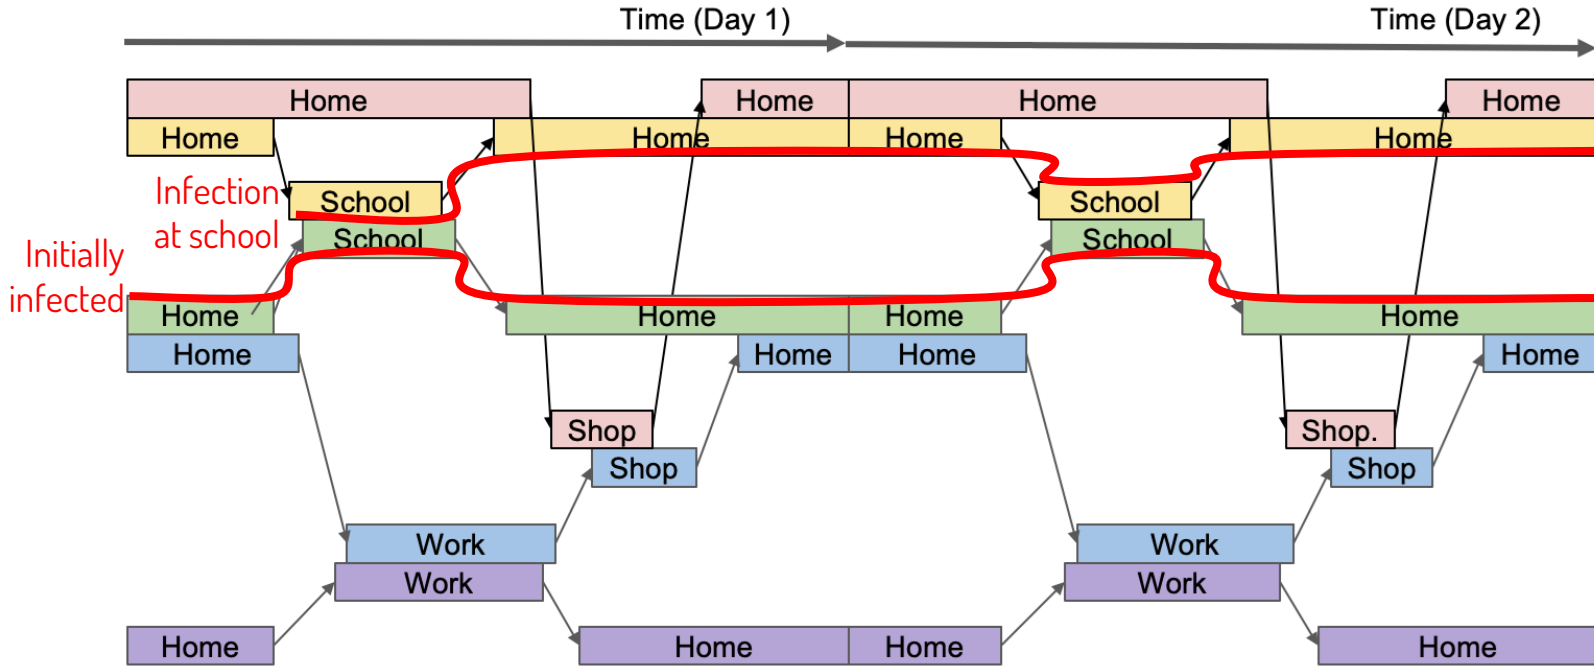 Time (Day 1) Time (Day 2)
Home Home Home Home
Home Home Home Home
Infection School School
at school School School
Initially
infected
Home Home Home Home
Home Home Home Home
Shop Shop.
Shop Shop
Work Work
Work Work
Home Home Home Home